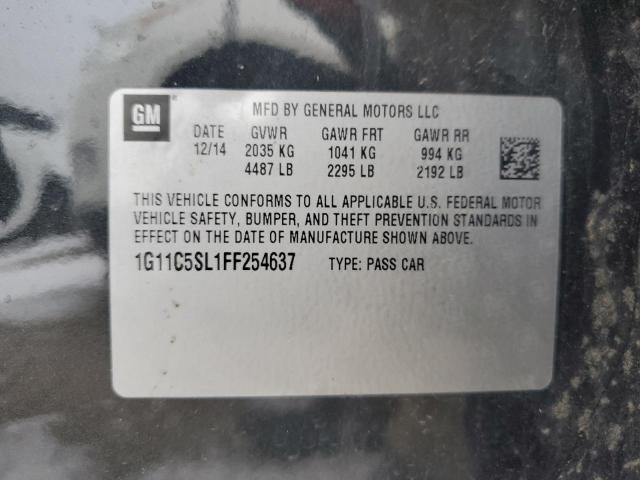 GM
MFD BY GENERAL MOTORS LLC
DATE GVWR GAWR FRT GAWR RR
12/14 2035 KG 1041 KG 994 KG
4487 LB 2295 LB 2192 LB
THIS VEHICLE CONFORMS TO ALL APPLICABLE U.S. FEDERAL MOTOR
VEHICLE SAFETY, BUMPER, AND THEFT PREVENTION STANDARDS IN
EFFECT ON THE DATE OF MANUFACTURE SHOWN ABOVE.
1G11C5SL1FF254637 TYPE: PASS CAR